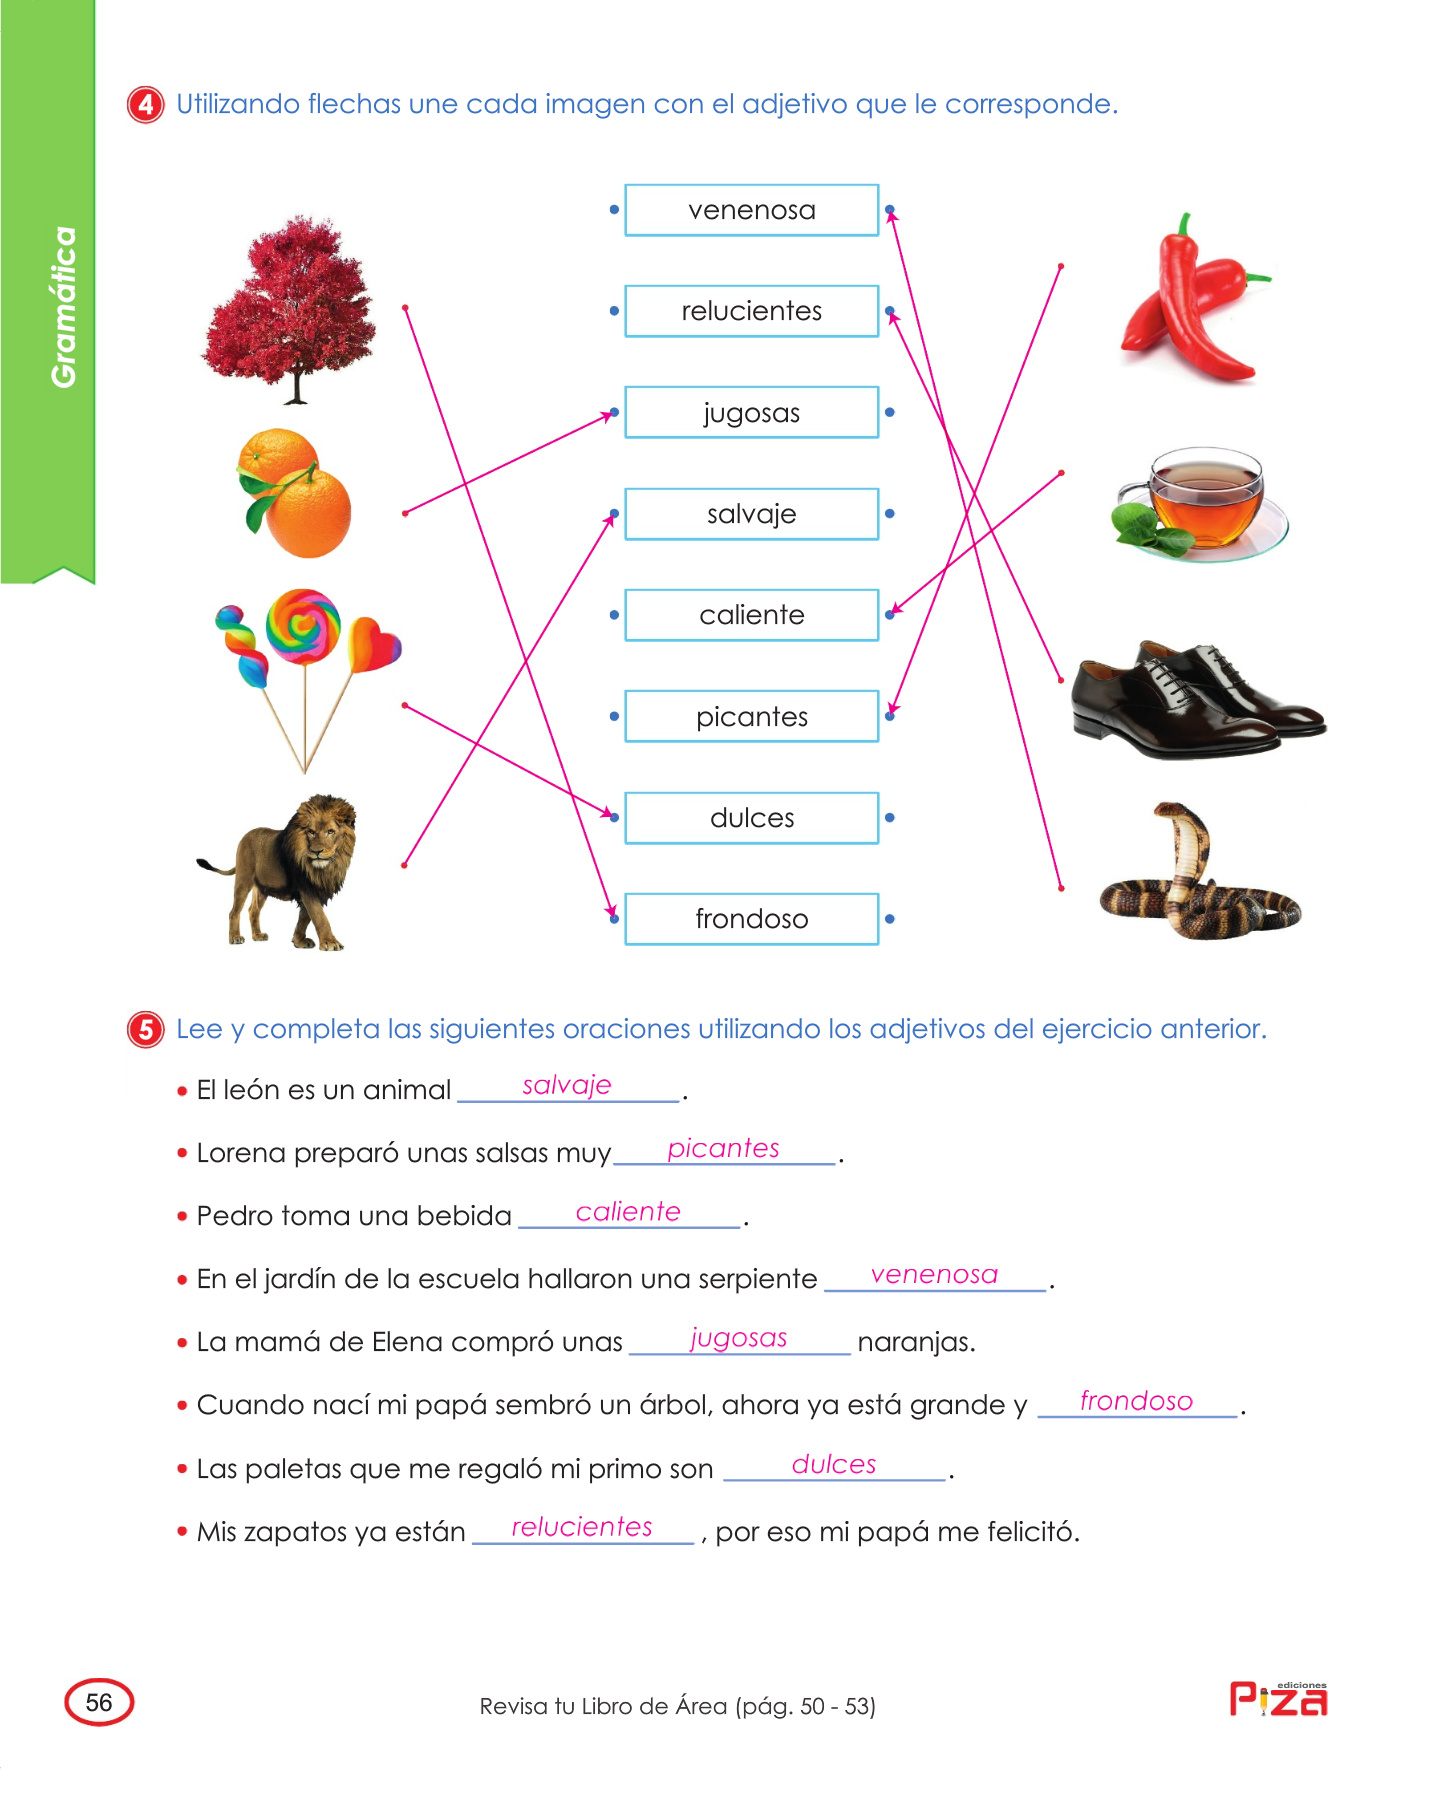 Gramática
4 Utilizando flechas une cada imagen con el adjetivo que le corresponde.
venenosa
relucientes
jugosas
salvaje
caliente
picantes
dulces
frondoso
5 Lee y completa las siguientes oraciones utilizando los adjetivos del ejercicio anterior.
• El león es un animal salvaje.
• Lorena preparó unas salsas muy picantes.
• Pedro toma una bebida caliente.
• En el jardín de la escuela hallaron una serpiente venenosa.
• La mamá de Elena compró unas jugosas naranjas.
• Cuando nací mi papá sembró un árbol, ahora ya está grande y frondoso.
• Las paletas que me regaló mi primo son dulces.
• Mis zapatos ya están relucientes, por eso mi papá me felicitó.
56
Revisa tu Libro de Área (pág. 50 - 53)
ediciones
Piza